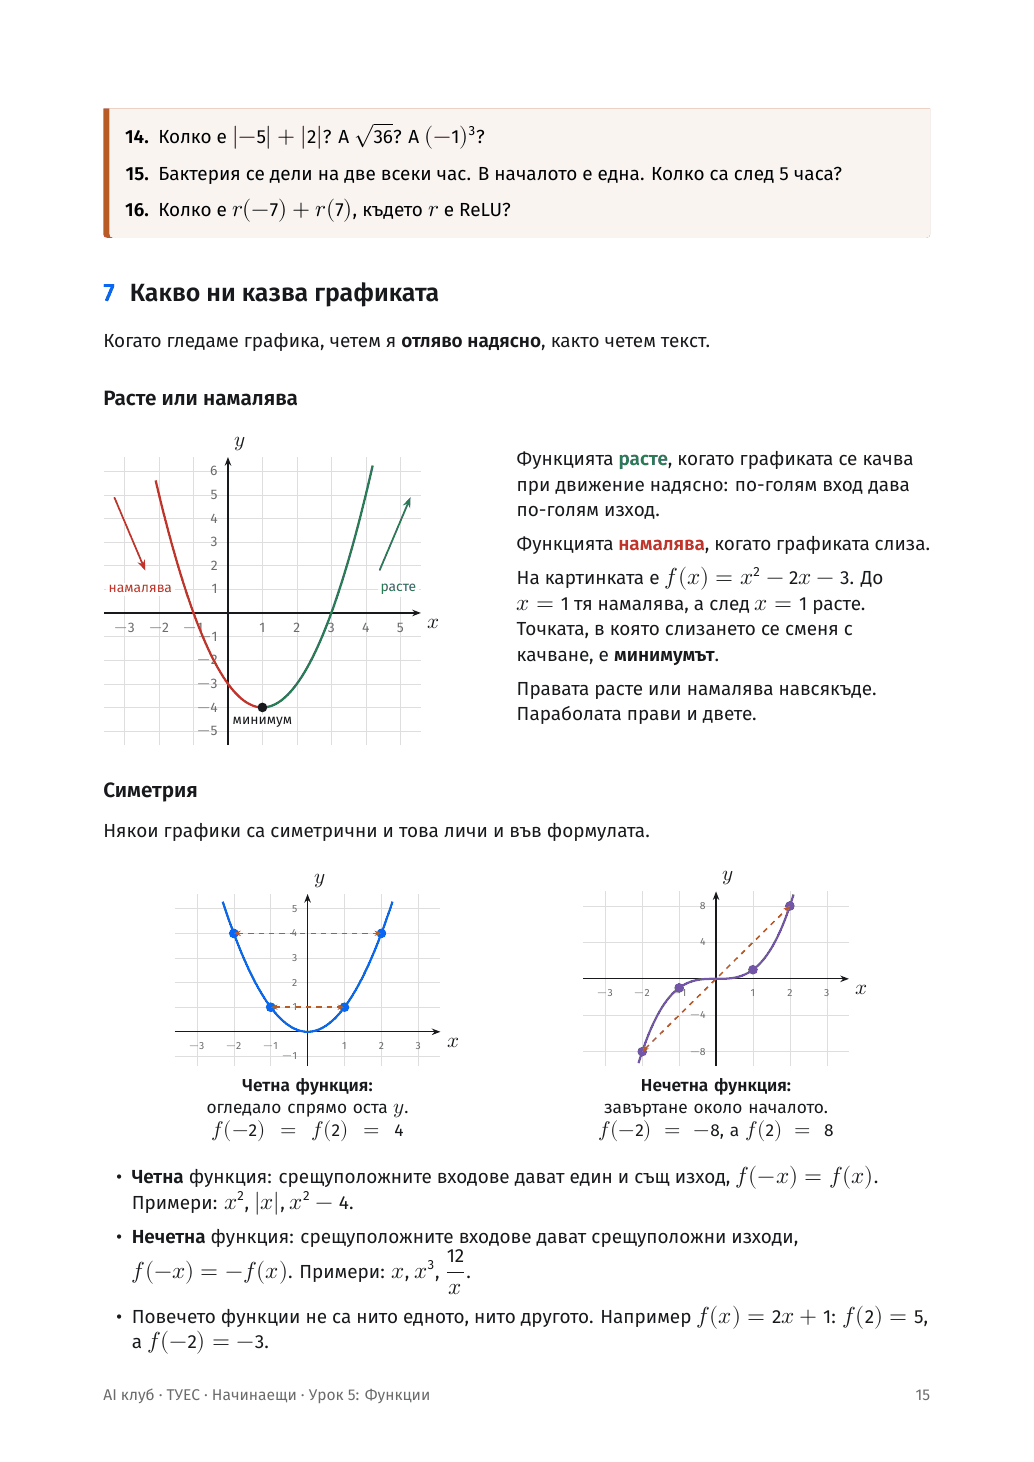 14. Колко е |−5| + |2|? А √36? А (−1)³?
15. Бактерия се дели на две всеки час. В началото е една. Колко са след 5 часа?
16. Колко е r(−7) + r(7), където r е ReLU?
7 Какво ни казва графиката
Когато гледаме графика, четем я отляво надясно, както четем текст.
Расте или намалява
y
6
5
4
3
2
1
−1
−2
−3
−4
−5
−3 −2 −1 1 2 3 4 5
x
намалява
расте
минимум
Функцията расте, когато графиката се качва
при движение надясно: по-голям вход дава
по-голям изход.
Функцията намалява, когато графиката слиза.
На картинката е f(x) = x² − 2x − 3. До
x = 1 тя намалява, а след x = 1 расте.
Точката, в която слизането се сменя с
качване, е минимумът.
Правата расте или намалява навсякъде.
Параболата прави и двете.
Симетрия
Някои графики са симетрични и това личи и във формулата.
y
5
4
3
2
1
−1
−3 −2 −1 1 2 3
x
Четна функция:
огледало спрямо оста y.
f(−2) = f(2) = 4
y
8
4
−4
−8
−3 −2 −1 1 2 3
x
Нечетна функция:
завъртане около началото.
f(−2) = −8, а f(2) = 8
• Четна функция: срещуположните входове дават един и същ изход, f(−x) = f(x).
Примери: x², |x|, x² − 4.
• Нечетна функция: срещуположните входове дават срещуположни изходи,
f(−x) = −f(x). Примери: x, x³, 12/x.
• Повечето функции не са нито едното, нито другото. Например f(x) = 2x + 1: f(2) = 5,
а f(−2) = −3.
AI клуб · ТУЕС · Начинаещи · Урок 5: Функции 15